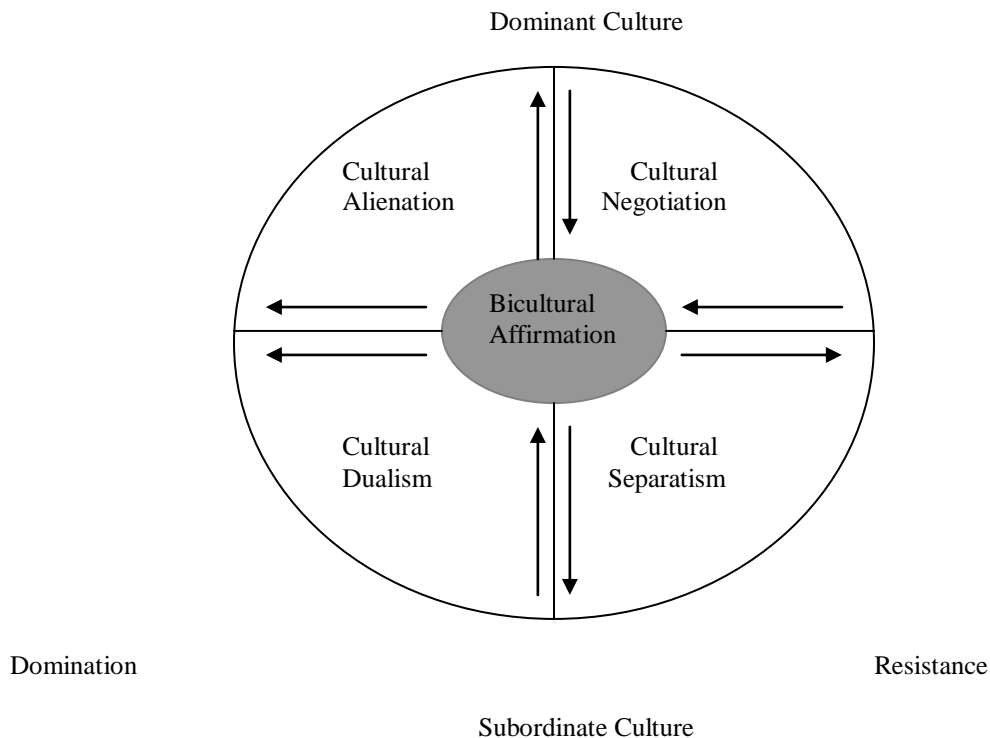 Dominant Culture
Cultural
Alienation
Cultural
Negotiation
Bicultural
Affirmation
Cultural
Dualism
Cultural
Separatism
Domination
Resistance
Subordinate Culture